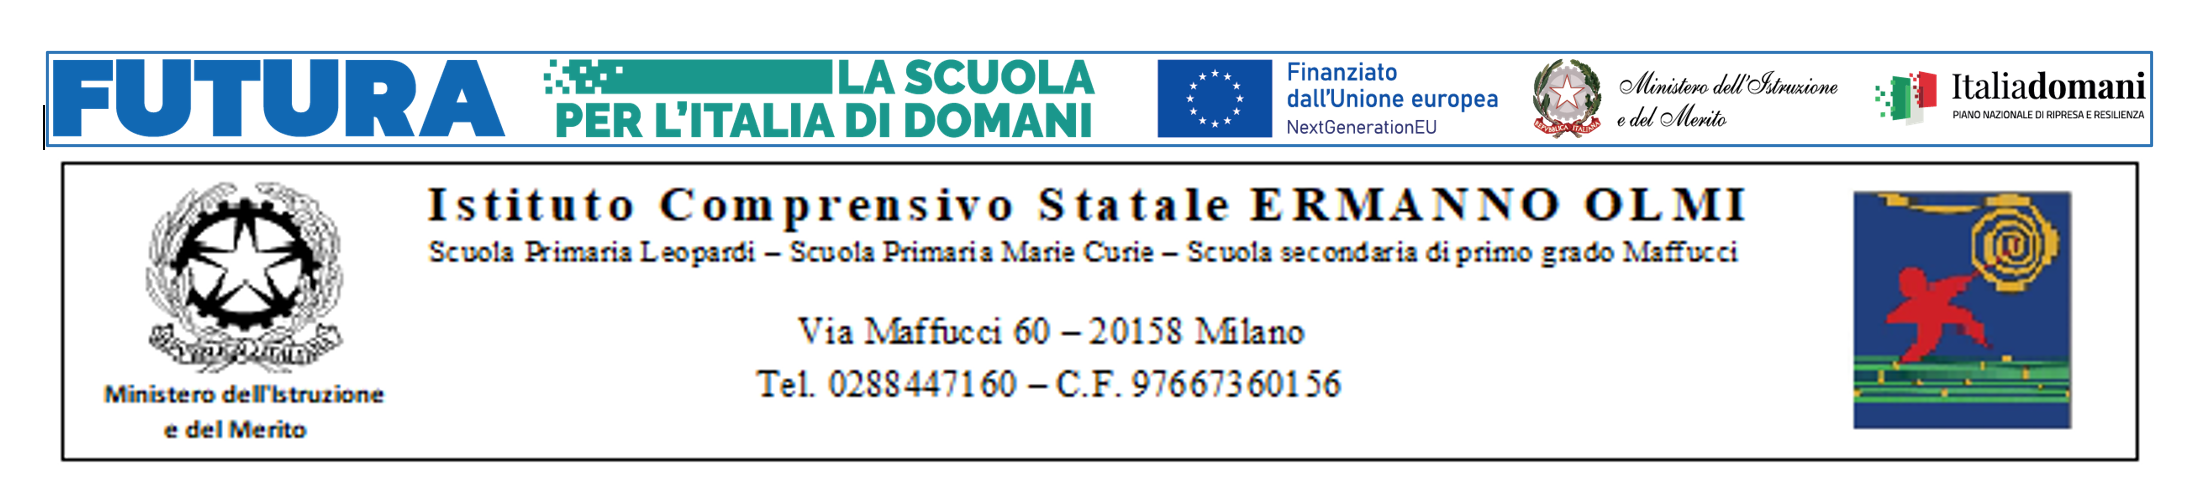 FUTURA
LA SCUOLA
PER L'ITALIA DI DOMANI
Finanziato
dall'Unione europea
NextGenerationEU
REPUBBLICA ITALIANA
Ministero dell'Istruzione
e del Merito
Italiadomani
PIANO NAZIONALE DI RIPRESA E RESILIENZA
Istituto Comprensivo Statale ERMANNO OLMI
Scuola Primaria Leopardi – Scuola Primaria Marie Curie – Scuola secondaria di primo grado Maffucci
Via Maffucci 60 – 20158 Milano
Tel. 0288447160 – C.F. 97667360156
Ministero dell'Istruzione
e del Merito